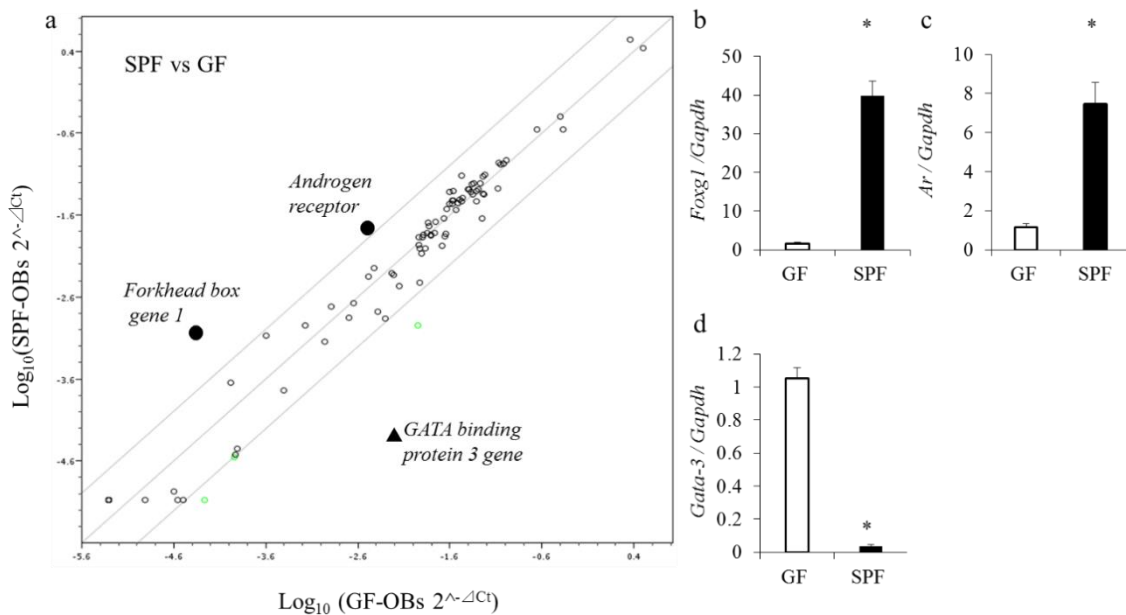 a
SPF vs GF
Androgen
receptor
Forkhead box
gene 1
GATA binding
protein 3 gene
Log10(SPF-OBs 2^-⊿Ct)
0.4
-0.6
-1.6
-2.6
-3.6
-4.6
-5.6 -4.6 -3.6 -2.6 -1.6 -0.6 0.4
Log10 (GF-OBs 2^-⊿Ct)
b
*
Foxg1 /Gapdh
50
40
30
20
10
0
GF SPF
c
*
Ar / Gapdh
10
8
6
4
2
0
GF SPF
d
Gata-3 / Gapdh
1.2
1
0.8
0.6
0.4
0.2
0
*
GF SPF